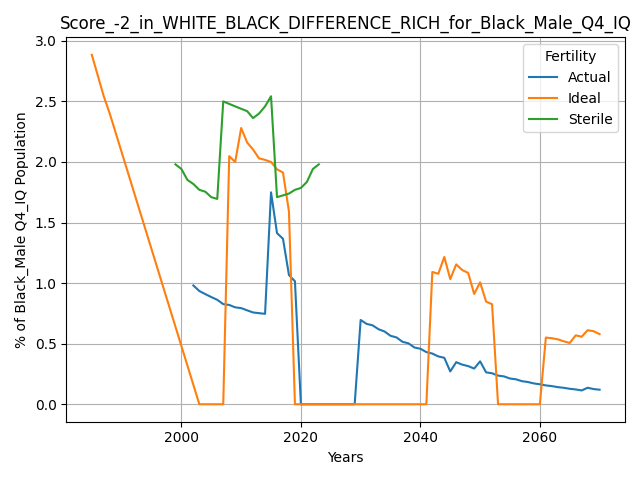 Score_-2_in_WHITE_BLACK_DIFFERENCE_RICH_for_Black_Male_Q4_IQ
3.0
2.5
2.0
1.5
1.0
0.5
0.0
% of Black_Male Q4_IQ Population
Fertility
Actual
Ideal
Sterile
2000
2020
2040
2060
Years